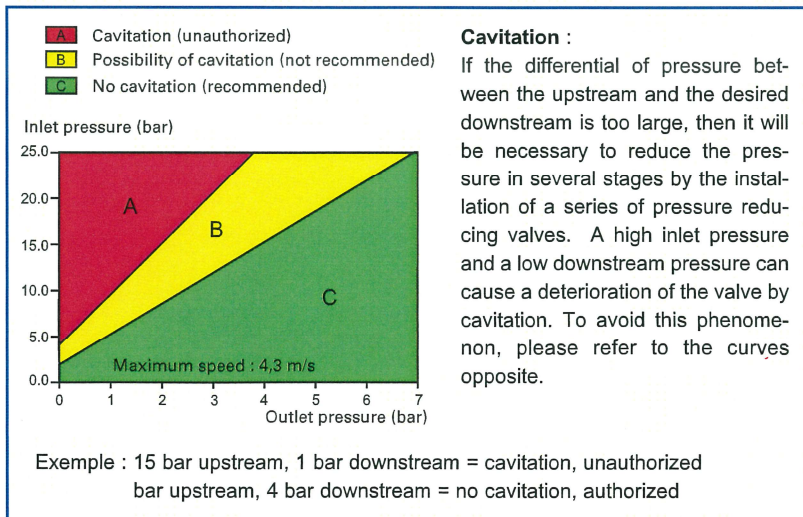 A Cavitation (unauthorized)
B Possibility of cavitation (not recommended)
C No cavitation (recommended)
Inlet pressure (bar)
25.0
20.0
15.0
10.0
5.0
0.0
A
B
C
Maximum speed : 4,3 m/s
0 1 2 3 4 5 6 7
Outlet pressure (bar)
Cavitation :
If the differential of pressure bet-
ween the upstream and the desired
downstream is too large, then it will
be necessary to reduce the pres-
sure in several stages by the instal-
lation of a series of pressure redu-
cing valves. A high inlet pressure
and a low downstream pressure can
cause a deterioration of the valve by
cavitation. To avoid this phenome-
non, please refer to the curves
opposite.
Exemple : 15 bar upstream, 1 bar downstream = cavitation, unauthorized
bar upstream, 4 bar downstream = no cavitation, authorized